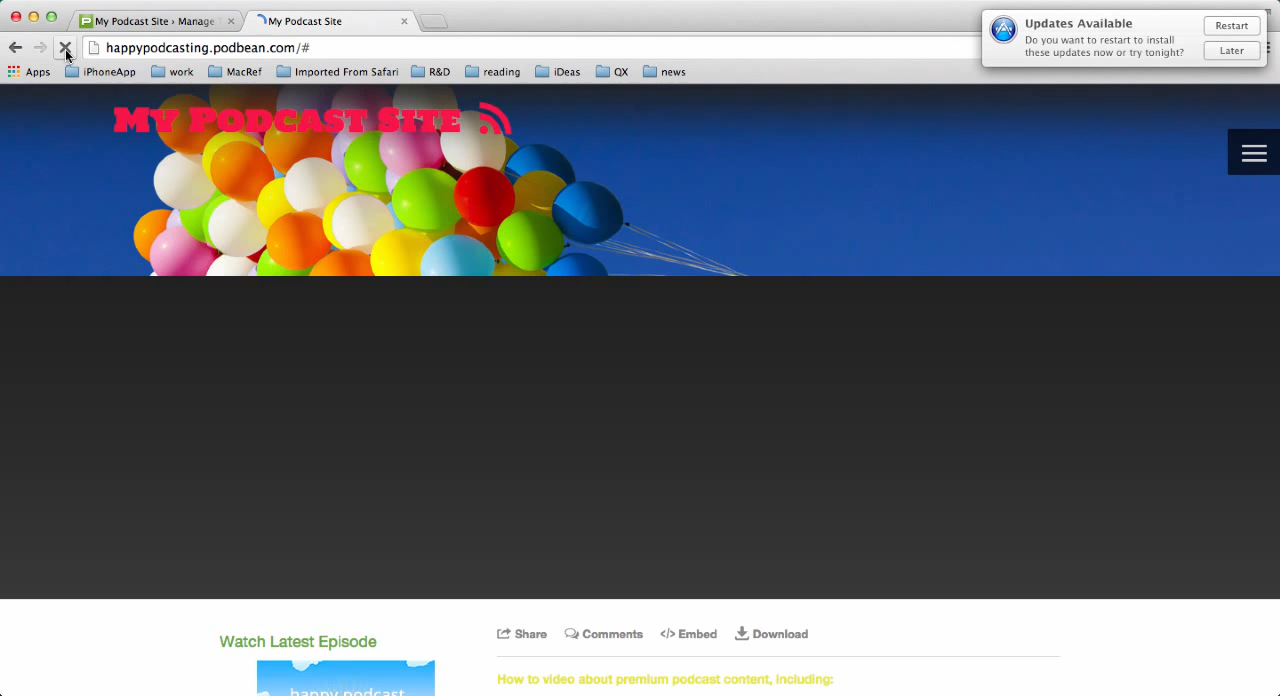 My Podcast Site › Manage
My Podcast Site
Updates Available
Do you want to restart to install
these updates now or try tonight?
Restart
Later
happypodcasting.podbean.com/#
Apps
iPhoneApp
work
MacRef
Imported From Safari
R&D
reading
iDeas
QX
news
My Podcast Site
Watch Latest Episode
Share
Comments
Embed
Download
happy podcast
How to video about premium podcast content, including: